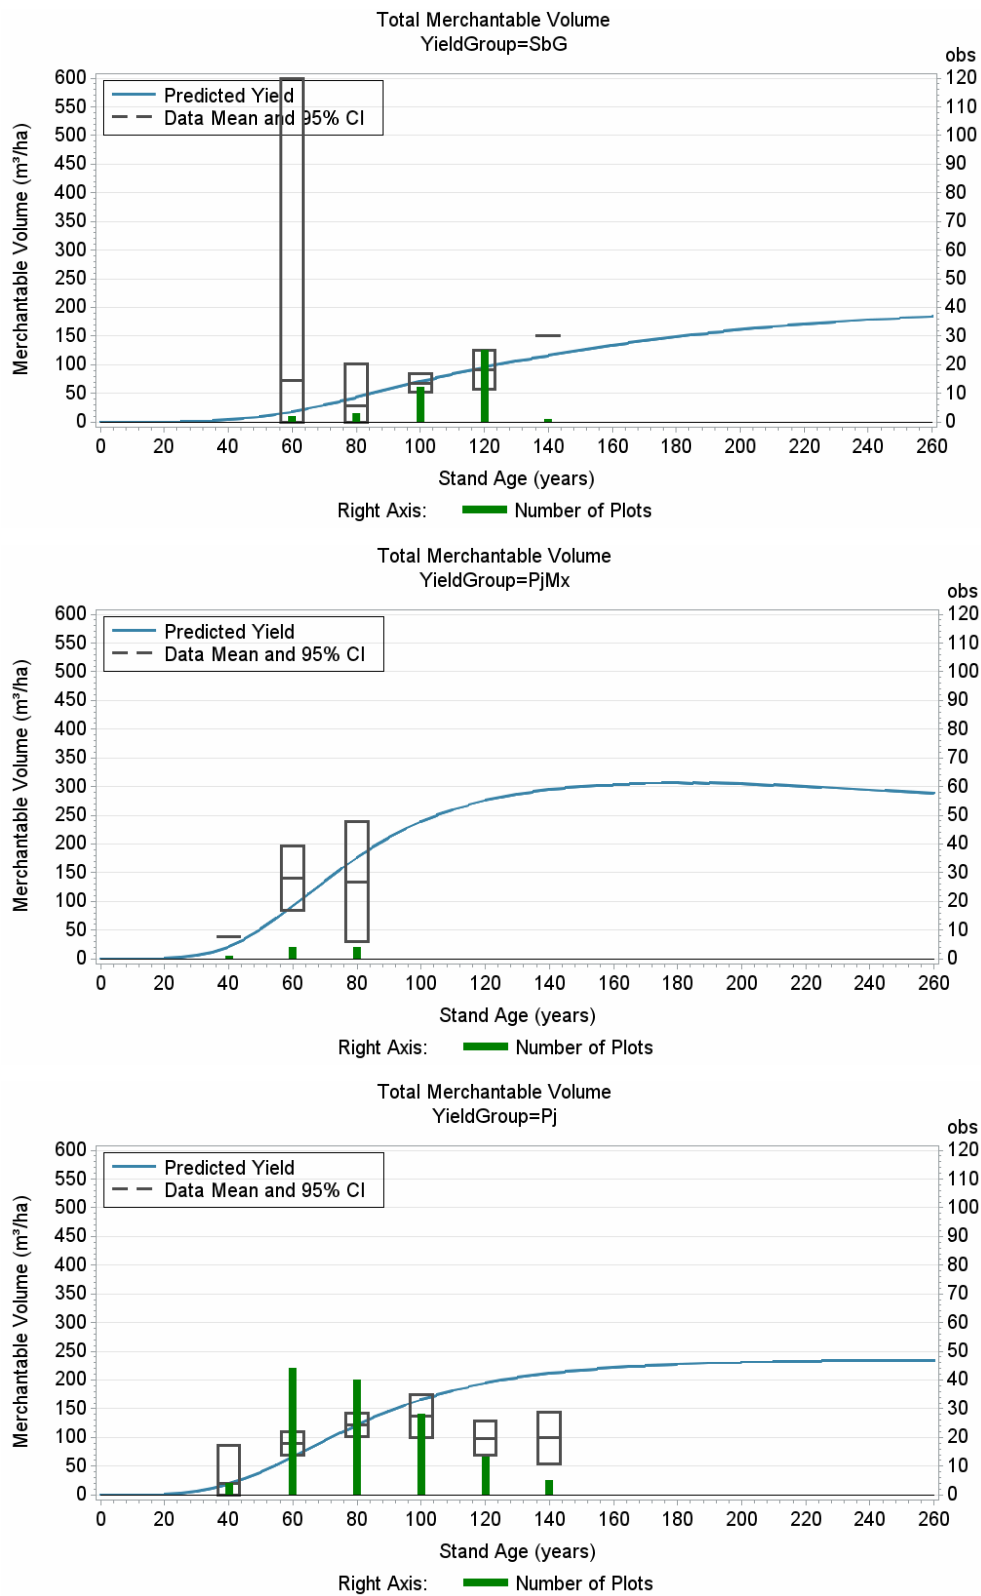 Total Merchantable Volume
YieldGroup=SbG
obs
Merchantable Volume (m³/ha)
600
550
500
450
400
350
300
250
200
150
100
50
0
Predicted Yield
Data Mean and 95% CI
120
110
100
90
80
70
60
50
40
30
20
10
0
0 20 40 60 80 100 120 140 160 180 200 220 240 260
Stand Age (years)
Right Axis: Number of Plots
Total Merchantable Volume
YieldGroup=PjMx
obs
Merchantable Volume (m³/ha)
600
550
500
450
400
350
300
250
200
150
100
50
0
Predicted Yield
Data Mean and 95% CI
120
110
100
90
80
70
60
50
40
30
20
10
0
0 20 40 60 80 100 120 140 160 180 200 220 240 260
Stand Age (years)
Right Axis: Number of Plots
Total Merchantable Volume
YieldGroup=Pj
obs
Merchantable Volume (m³/ha)
600
550
500
450
400
350
300
250
200
150
100
50
0
Predicted Yield
Data Mean and 95% CI
120
110
100
90
80
70
60
50
40
30
20
10
0
0 20 40 60 80 100 120 140 160 180 200 220 240 260
Stand Age (years)
Right Axis: Number of Plots